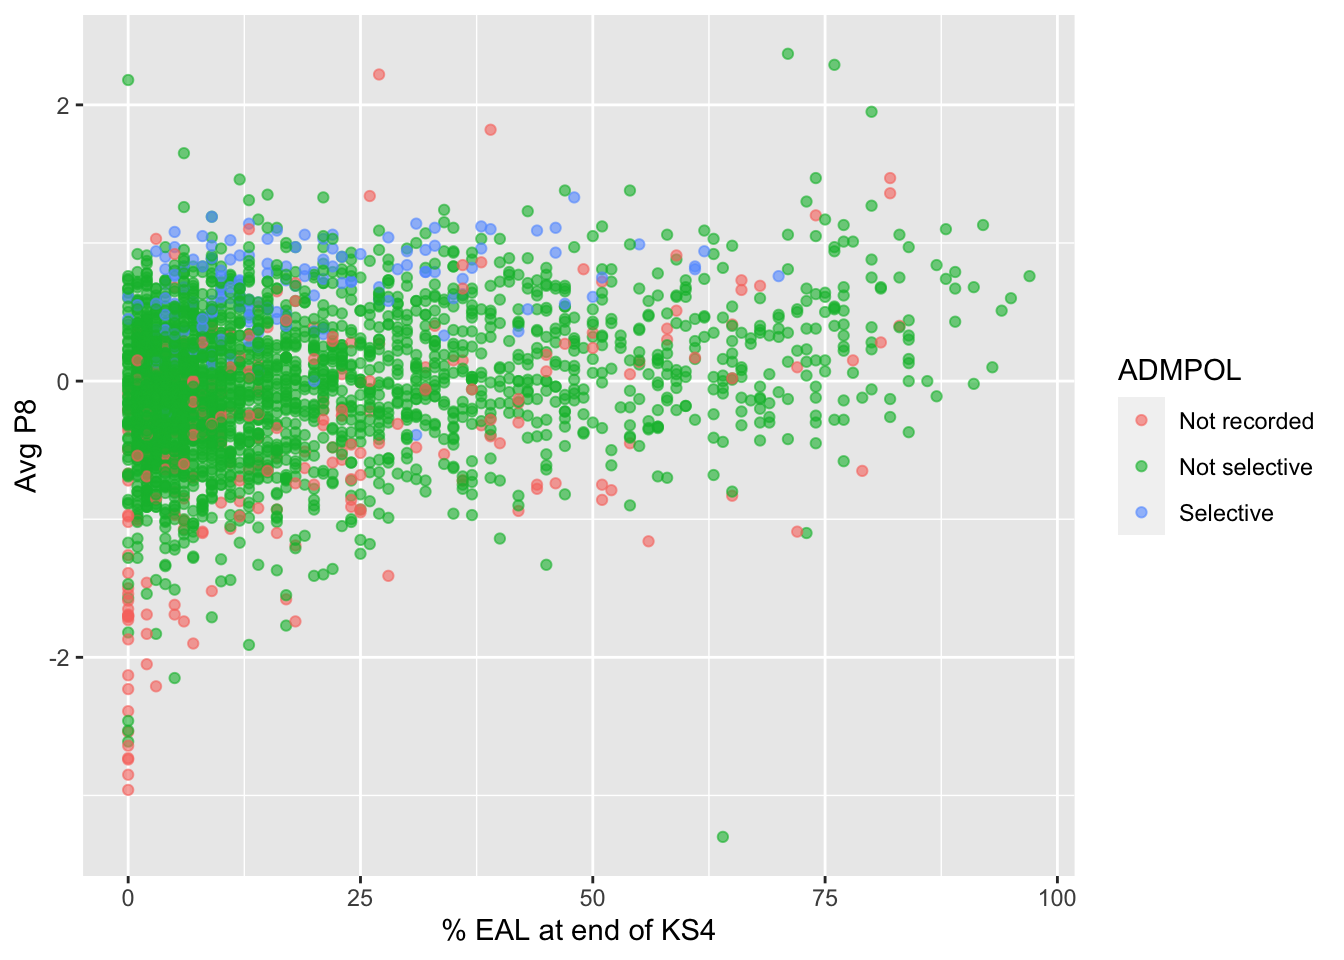 2
0
-2
Avg P8
0
25
50
75
100
% EAL at end of KS4
ADMPOL
Not recorded
Not selective
Selective